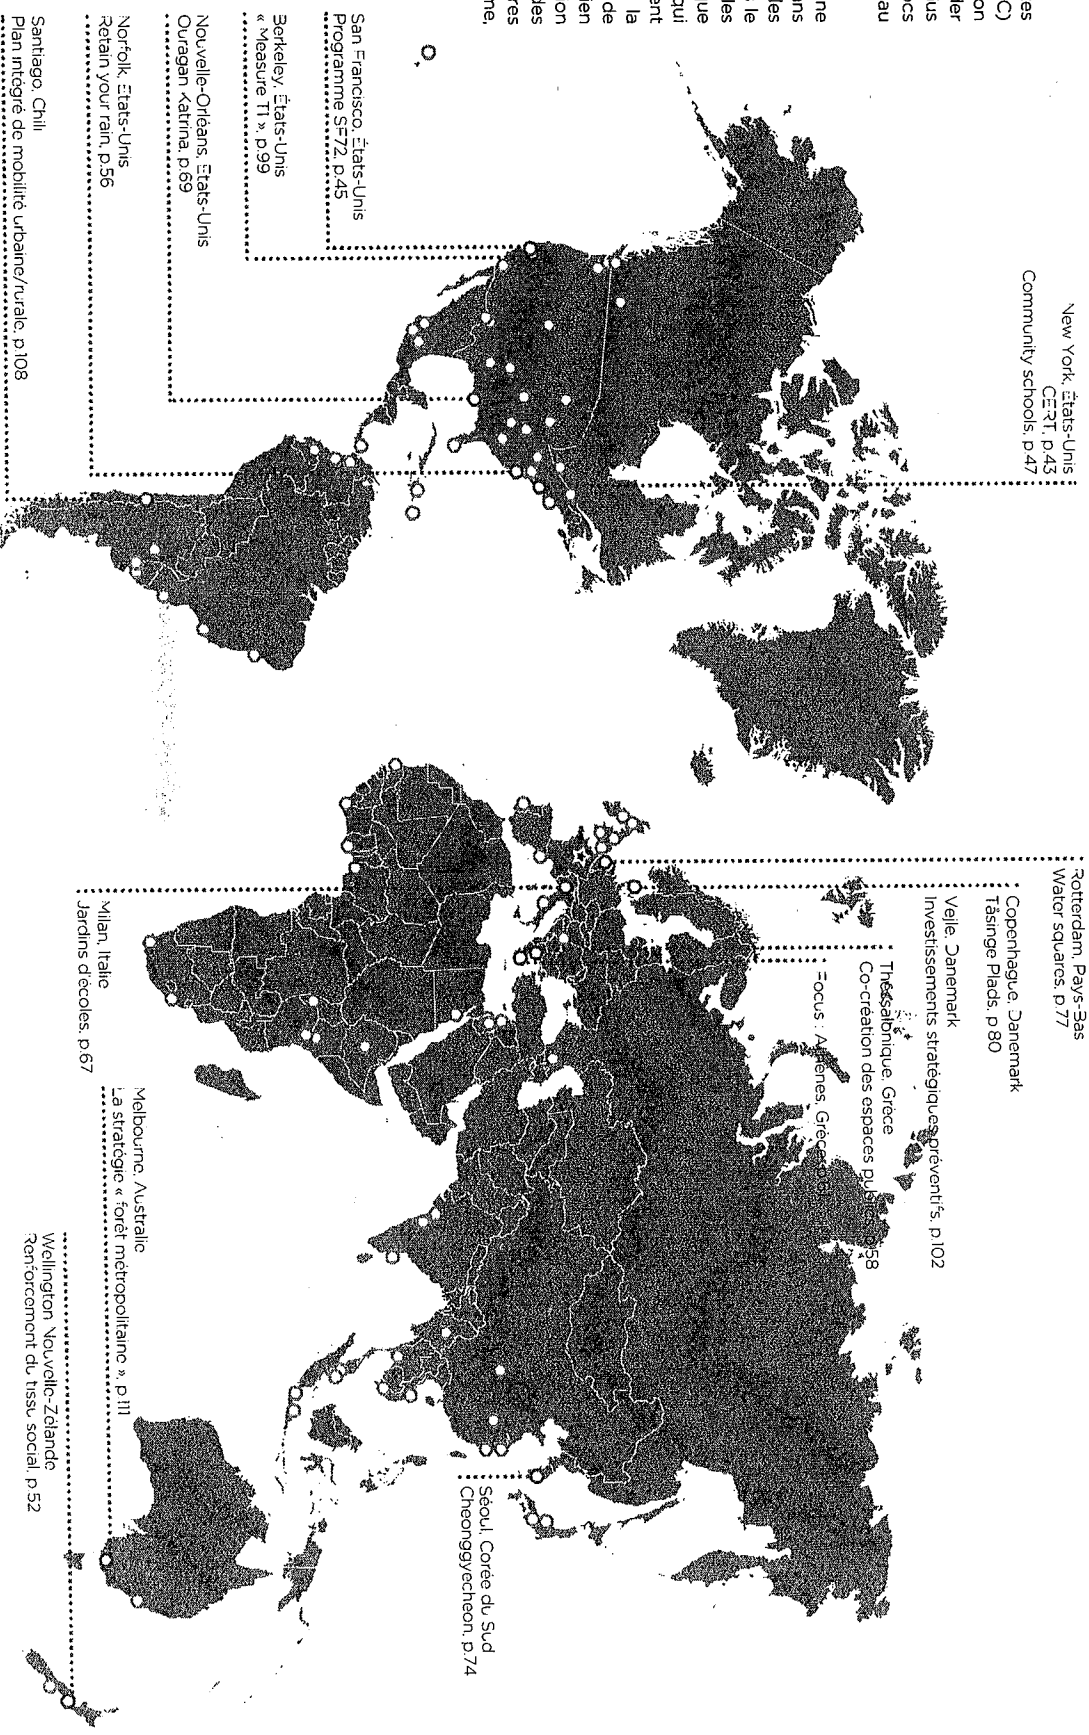 New York, États-Unis
CERT, p.43
Community schools, p.47
Rotterdam, Pays-Bas
Water squares, p.77
Copenhague, Danemark
Tåsinge Plads, p.80
Vejle, Danemark
Investissements stratégiques préventifs, p.102
Thessalonique, Grèce
Co-création des espaces p.58
Focus : Athènes, Grèce
San Francisco, États-Unis
Programme SF72, p.45
Berkeley, États-Unis
« Measure T1 », p.99
Nouvelle-Orléans, États-Unis
Ouragan Katrina, p.69
Norfolk, États-Unis
Retain your rain, p.56
Santiago, Chili
Plan intégré de mobilité urbaine/rurale, p.108
Milan, Italie
Jardins d'écoles, p.67
Melbourne, Australie
La stratégie « forêt métropolitaine », p.111
Wellington Nouvelle-Zélande
Renforcement du tissu social, p.52
Séoul, Corée du Sud
Cheonggyecheon, p.74